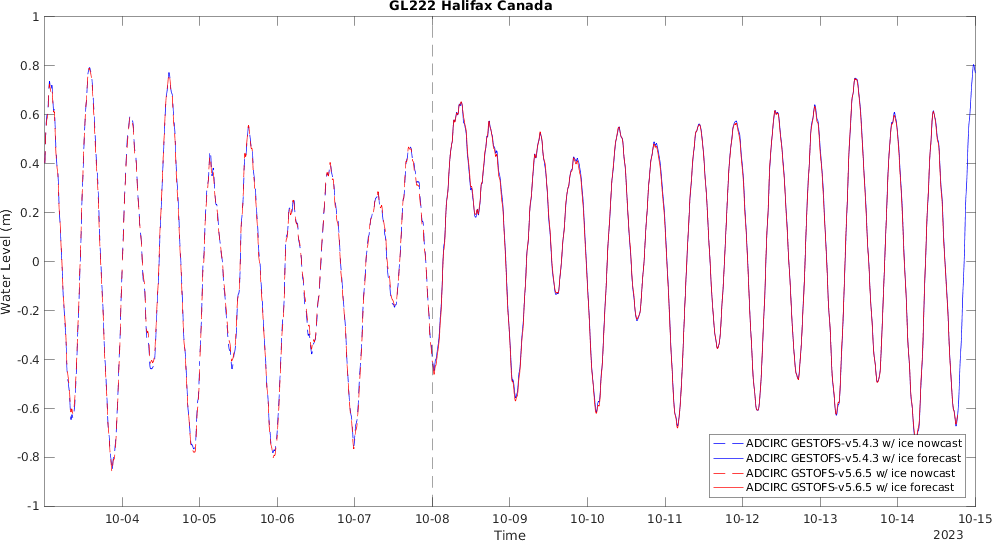 GL222 Halifax Canada
1
0.8
0.6
0.4
0.2
0
-0.2
-0.4
-0.6
-0.8
-1
Water Level (m)
ADCIRC GESTOFS-v5.4.3 w/ ice nowcast
ADCIRC GESTOFS-v5.4.3 w/ ice forecast
ADCIRC GSTOFS-v5.6.5 w/ ice nowcast
ADCIRC GSTOFS-v5.6.5 w/ ice forecast
10-04 10-05 10-06 10-07 10-08 10-09 10-10 10-11 10-12 10-13 10-14 10-15
Time
2023